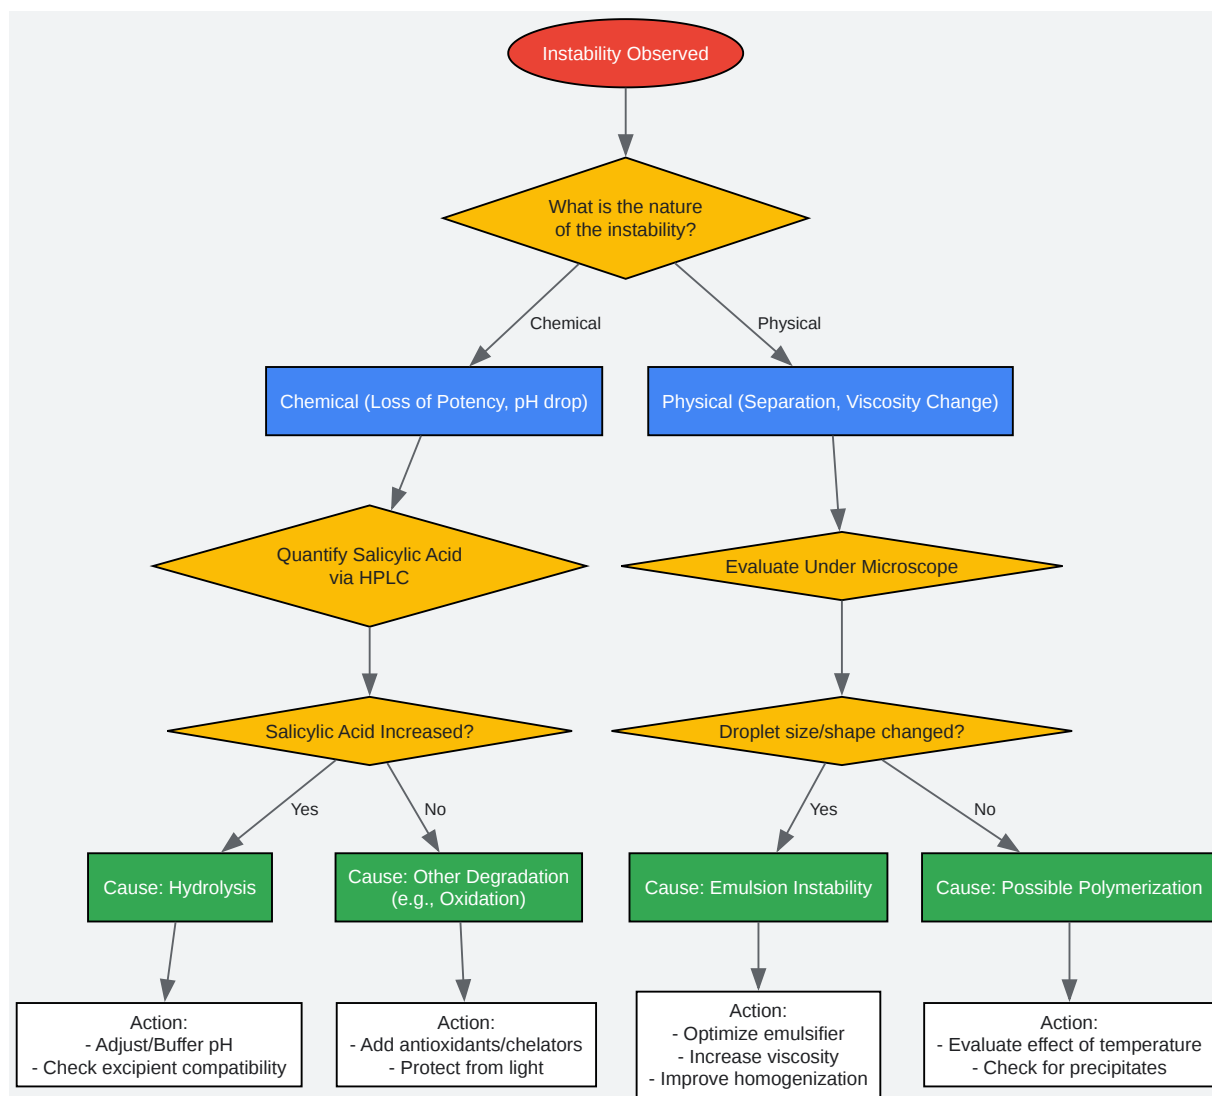 Instability Observed
What is the nature
of the instability?
Chemical
Physical
Chemical (Loss of Potency, pH drop)
Physical (Separation, Viscosity Change)
Quantify Salicylic Acid
via HPLC
Evaluate Under Microscope
Salicylic Acid Increased?
Droplet size/shape changed?
Yes
No
Yes
No
Cause: Hydrolysis
Cause: Other Degradation
(e.g., Oxidation)
Cause: Emulsion Instability
Cause: Possible Polymerization
Action:
- Adjust/Buffer pH
- Check excipient compatibility
Action:
- Add antioxidants/chelators
- Protect from light
Action:
- Optimize emulsifier
- Increase viscosity
- Improve homogenization
Action:
- Evaluate effect of temperature
- Check for precipitates